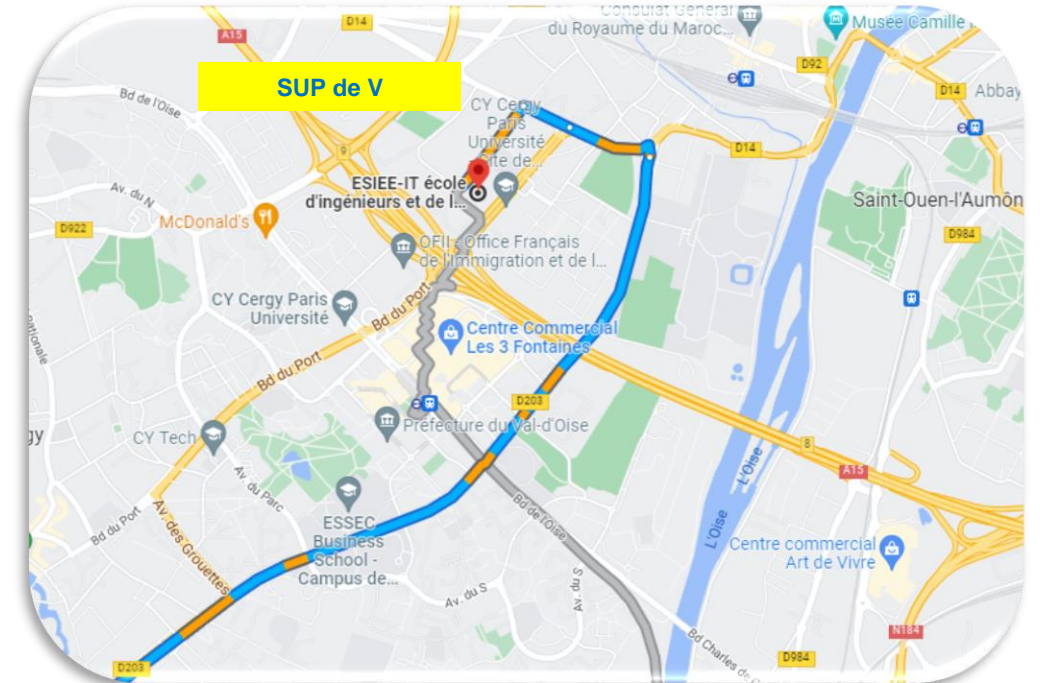 Consulat Général
du Royaume du Maroc...
D14
A15
Musée Camille
D92
SUP de V
Bd de l'Oise
D14
Abbay
CY Cergy
Paris
Université
Site de...
9
D14
ESIEE-IT école
d'ingénieurs et de l...
Av. du N
Saint-Ouen-l'Aumôn
McDonald's
D922
D984
OFII - Office Français
de l'Immigration et de l...
CY Cergy Paris
Université
Bd du Port
Centre Commercial
Les 3 Fontaines
Bd du Port
D203
Préfecture du Val-d'Oise
CY Tech
8
A15
L'Oise
Av. du Parc
ESSEC
Business
School -
Campus de...
Bd du Port
Av. des Grouettes
Bd de l'Oise
L'Oise
Centre commercial
Art de Vivre
Av. du S
Av. du S
N184
Bd Charles de
D984
D203